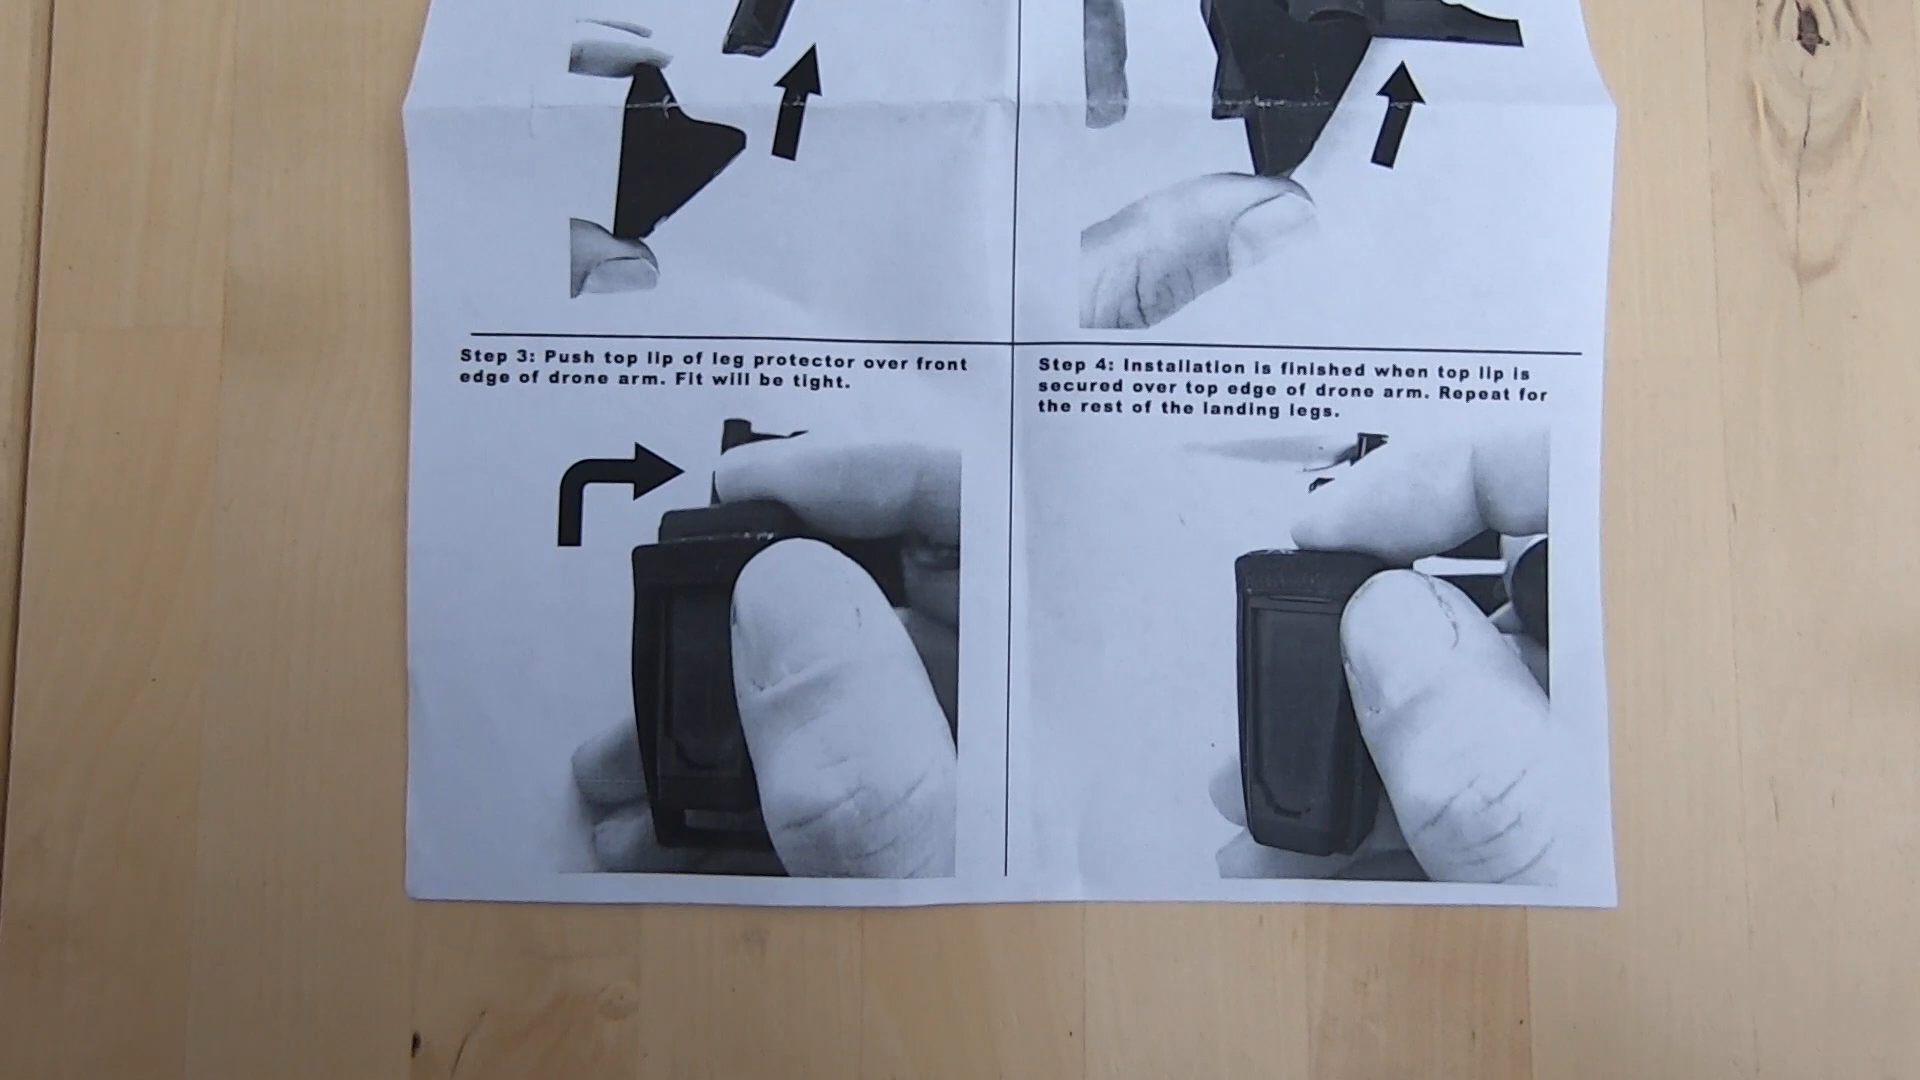 Step 3: Push top lip of leg protector over front
edge of drone arm. Fit will be tight.
Step 4: Installation is finished when top lip is
secured over top edge of drone arm. Repeat for
the rest of the landing legs.